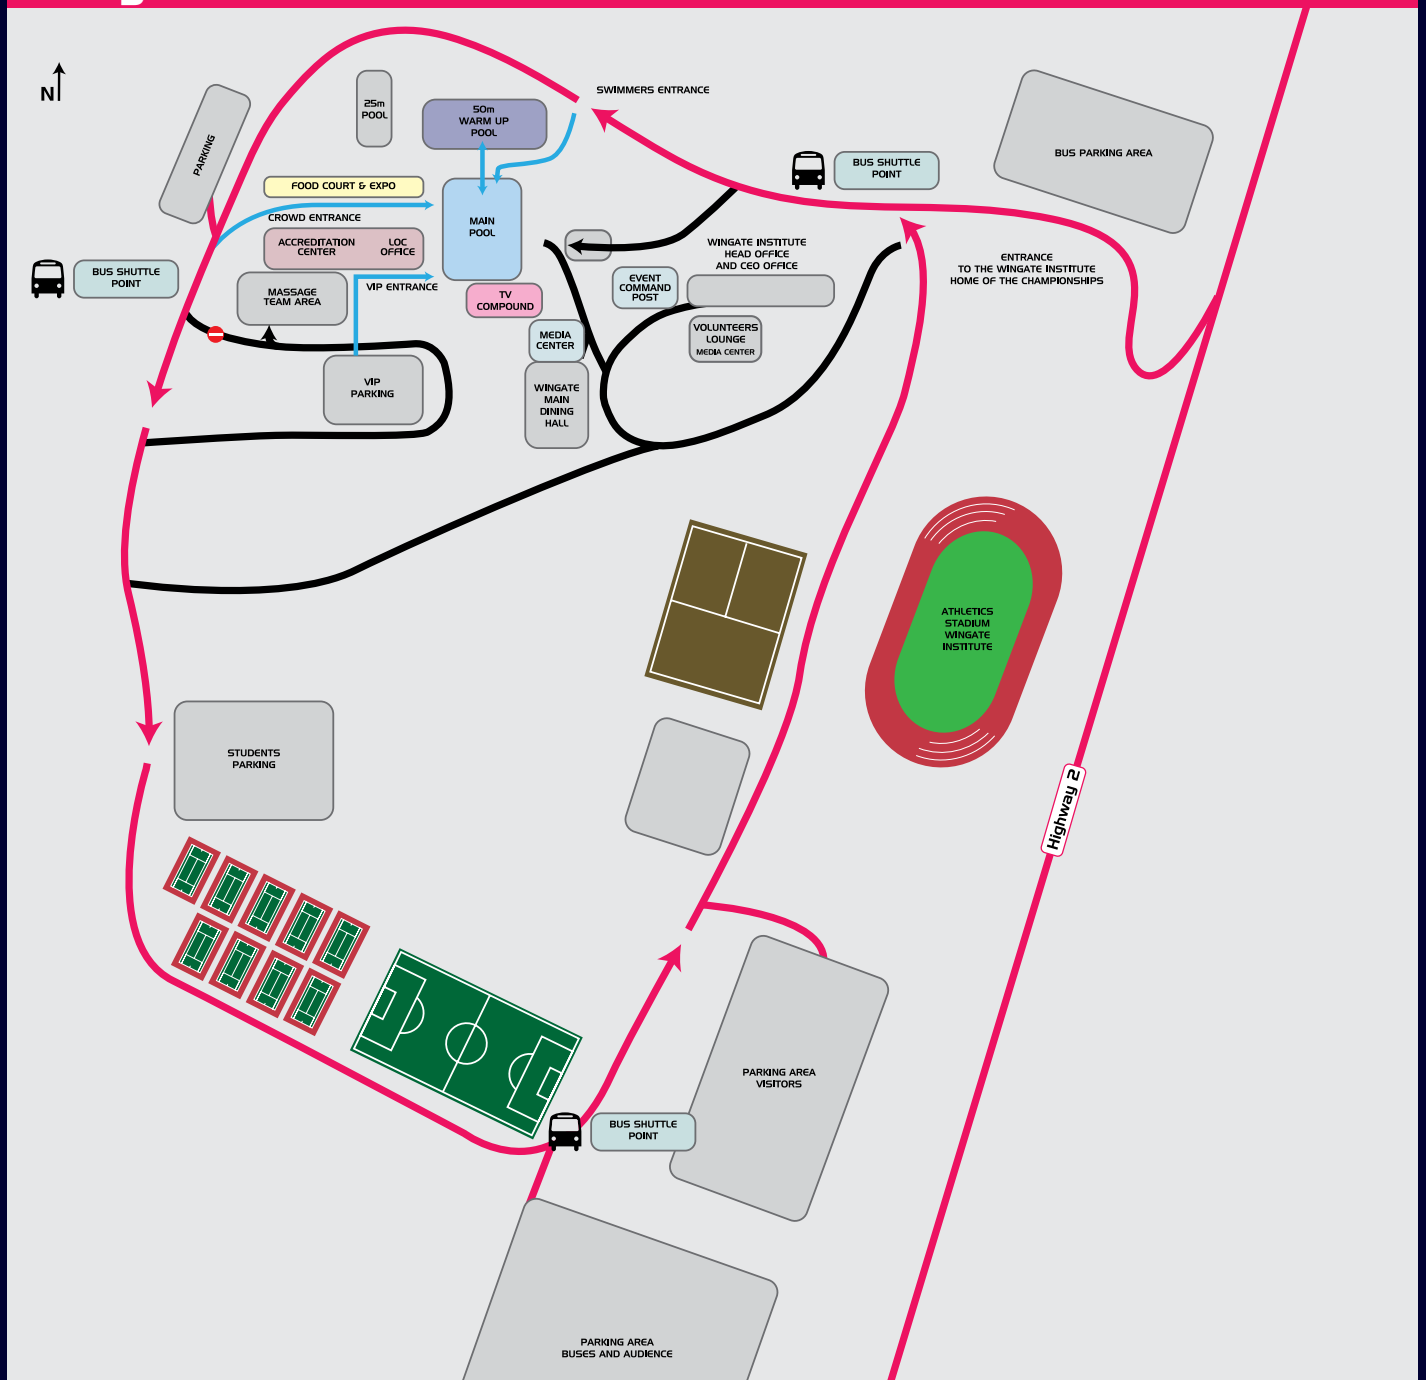 N
25m
POOL
50m
WARM UP
POOL
SWIMMERS ENTRANCE
PARKING
BUS PARKING AREA
BUS SHUTTLE
POINT
FOOD COURT & EXPO
CROWD ENTRANCE
MAIN
POOL
ACCREDITATION
CENTER
LOC
OFFICE
WINGATE INSTITUTE
HEAD OFFICE
AND CEO OFFICE
ENTRANCE
TO THE WINGATE INSTITUTE
HOME OF THE CHAMPIONSHIPS
BUS SHUTTLE
POINT
MASSAGE
TEAM AREA
VIP ENTRANCE
TV
COMPOUND
EVENT
COMMAND
POST
MEDIA
CENTER
VOLUNTEERS
LOUNGE
MEDIA CENTER
VIP
PARKING
WINGATE
MAIN
DINING
HALL
ATHLETICS
STADIUM
WINGATE
INSTITUTE
STUDENTS
PARKING
Highway 2
PARKING AREA
VISITORS
BUS SHUTTLE
POINT
PARKING AREA
BUSES AND AUDIENCE